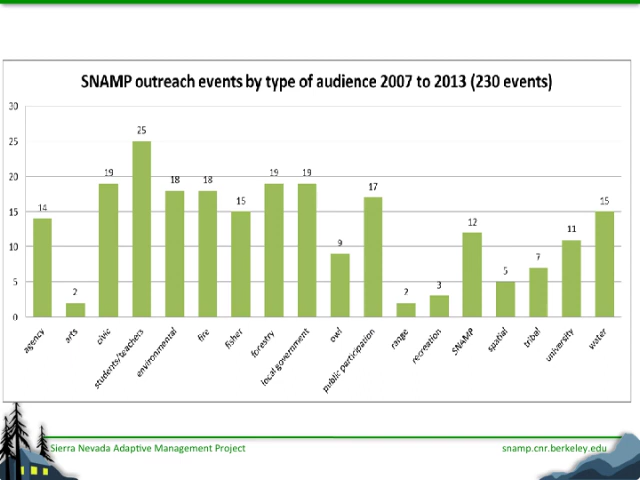 SNAMP outreach events by type of audience 2007 to 2013 (230 events)
30
25
20
15
10
5
0
14
2
19
25
18
18
15
19
19
9
17
2
3
12
5
7
11
15
agency
arts
civic
students/teachers
environmental
fire
fisher
forestry
local government
owl
public participation
range
recreation
SNAMP
spatial
tribal
university
water
Sierra Nevada Adaptive Management Project
snamp.cnr.berkeley.edu